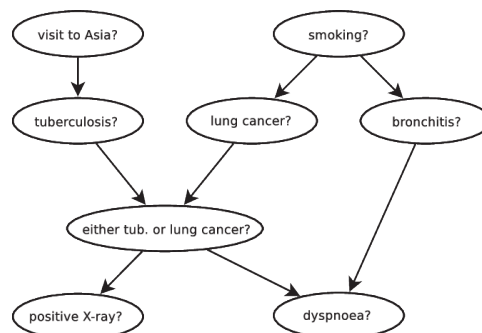 visit to Asia?
smoking?
tuberculosis?
lung cancer?
bronchitis?
either tub. or lung cancer?
positive X-ray?
dyspnoea?